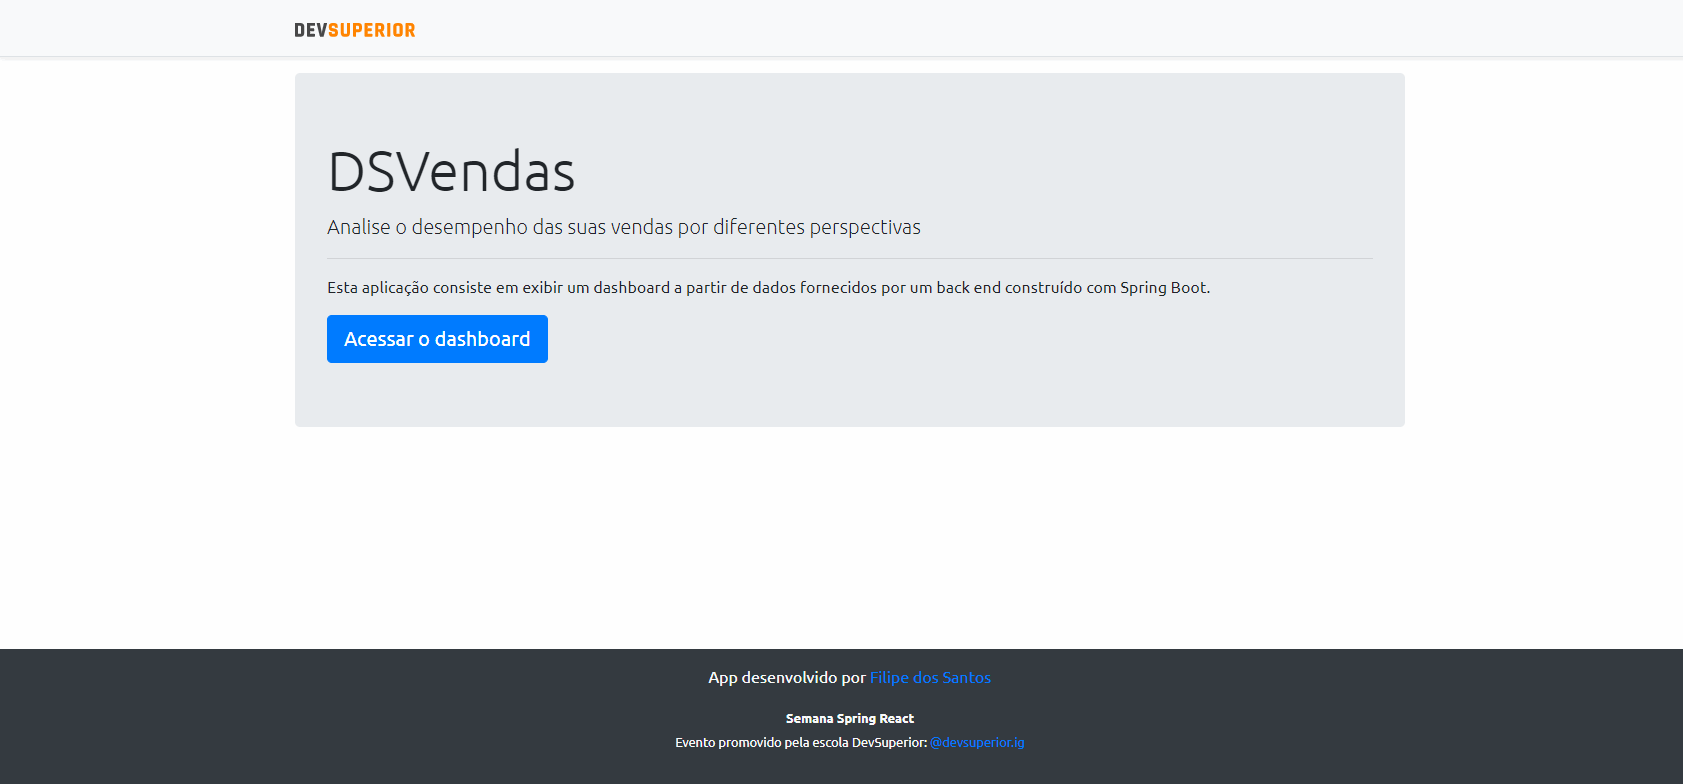 DEVSUPERIOR
DSVendas
Analise o desempenho das suas vendas por diferentes perspectivas
Esta aplicação consiste em exibir um dashboard a partir de dados fornecidos por um back end construído com Spring Boot.
Acessar o dashboard
App desenvolvido por Filipe dos Santos
Semana Spring React
Evento promovido pela escola DevSuperior: @devsuperior.ig